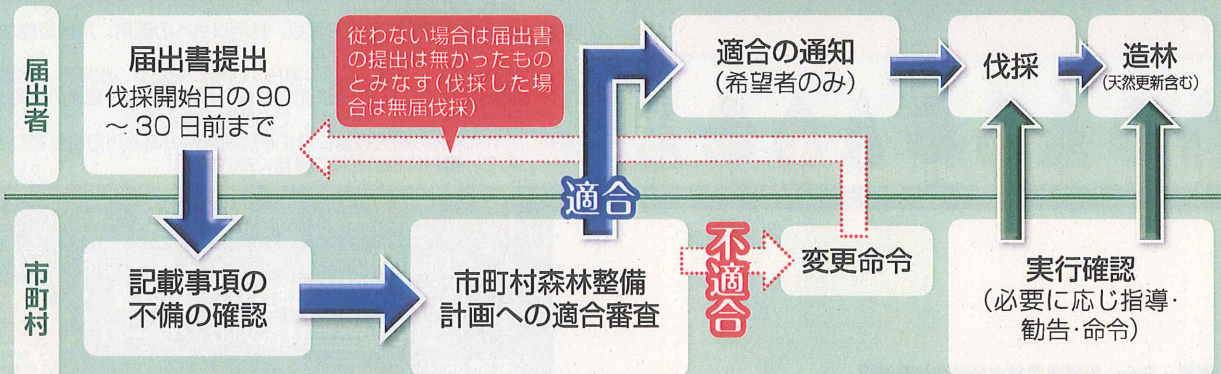 届出者
届出書提出
伐採開始日の90
～30日前まで
従わない場合は届出書
の提出は無かったもの
とみなす(伐採した場
合は無届伐採)
適合の通知
(希望者のみ)
伐採
造林
(天然更新含む)
適合
市町村
記載事項の
不備の確認
市町村森林整備
計画への適合審査
不適合
変更命令
実行確認
(必要に応じ指導・
勧告・命令)